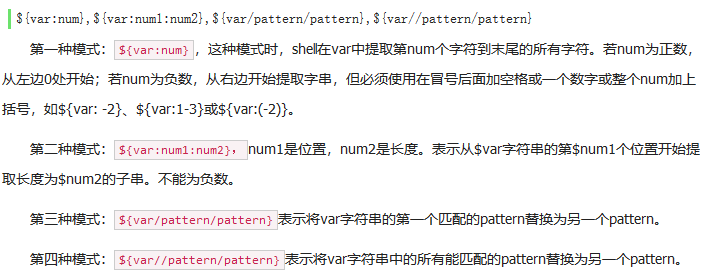 ${var:num},${var:num1:num2},${var/pattern/pattern},${var//pattern/pattern}
第一种模式：${var:num}，这种模式时，shell在var中提取第num个字符到末尾的所有字符。若num为正数，
从左边0处开始；若num为负数，从右边开始提取字串，但必须使用在冒号后面加空格或一个数字或整个num加上
括号，如${var: -2}、${var:1-3}或${var:(-2)}。
第二种模式：${var:num1:num2}，num1是位置，num2是长度。表示从$var字符串的第$num1个位置开始提
取长度为$num2的子串。不能为负数。
第三种模式：${var/pattern/pattern}表示将var字符串的第一个匹配的pattern替换为另一个pattern。
第四种模式：${var//pattern/pattern}表示将var字符串中的所有能匹配的pattern替换为另一个pattern。